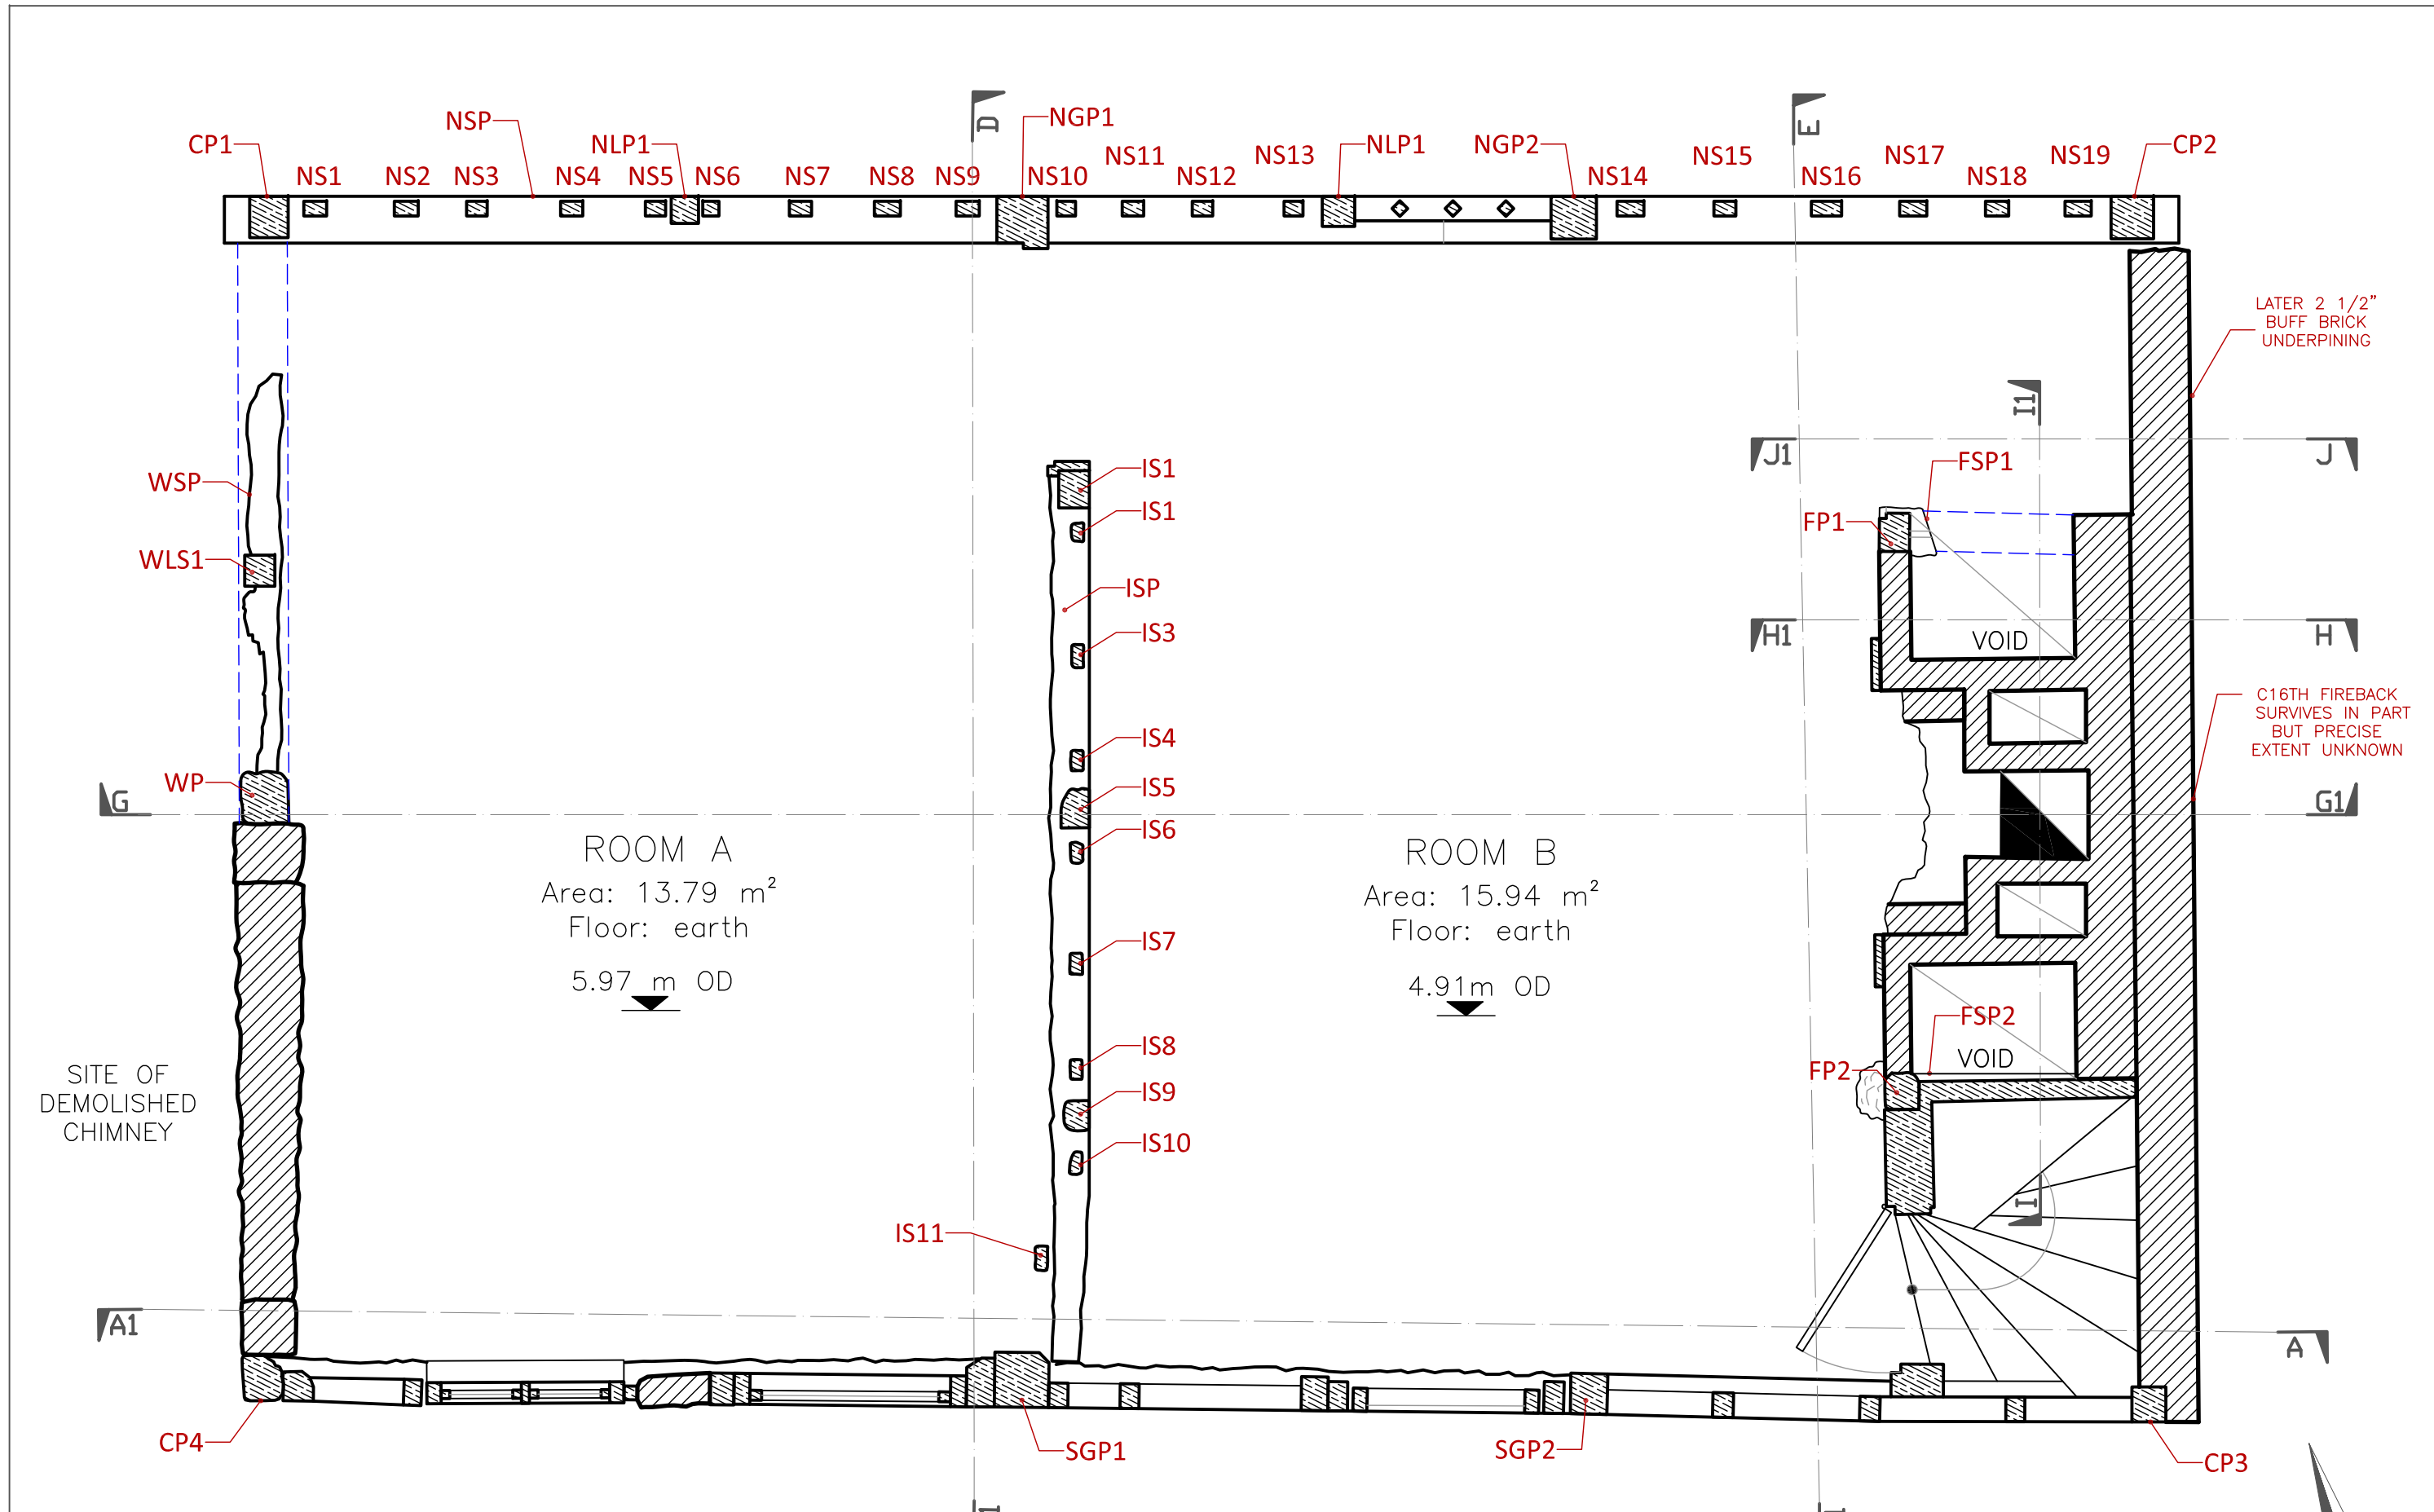 D
E
NSP
NGP1
CP1
NLP1
NS11
NS13
NLP1
NGP2
NS15
NS17
NS19
CP2
NS1
NS2
NS3
NS4
NS5
NS6
NS7
NS8
NS9
NS10
NS12
NS14
NS16
NS18
LATER 2 1/2"
BUFF BRICK
UNDERPINING
I1
J1
J
FSP1
IS1
WSP
IS1
FP1
WLS1
ISP
IS3
H1
H
VOID
C16TH FIREBACK
SURVIVES IN PART
BUT PRECISE
EXTENT UNKNOWN
IS4
WP
IS5
G
G1
IS6
ROOM A
Area: 13.79 m²
Floor: earth
5.97 m OD
ROOM B
Area: 15.94 m²
Floor: earth
4.91m OD
IS7
FSP2
IS8
VOID
FP2
IS9
SITE OF
DEMOLISHED
CHIMNEY
IS10
I
IS11
A1
A
CP4
SGP1
SGP2
CP3